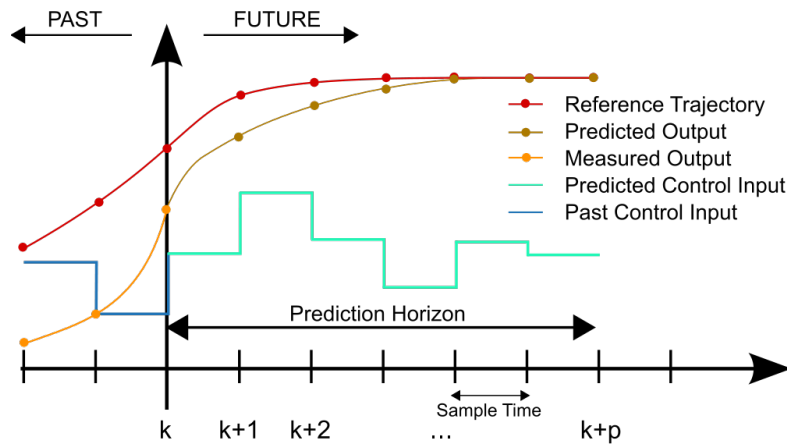 PAST
FUTURE
Reference Trajectory
Predicted Output
Measured Output
Predicted Control Input
Past Control Input
Prediction Horizon
Sample Time
k
k+1
k+2
...
k+p